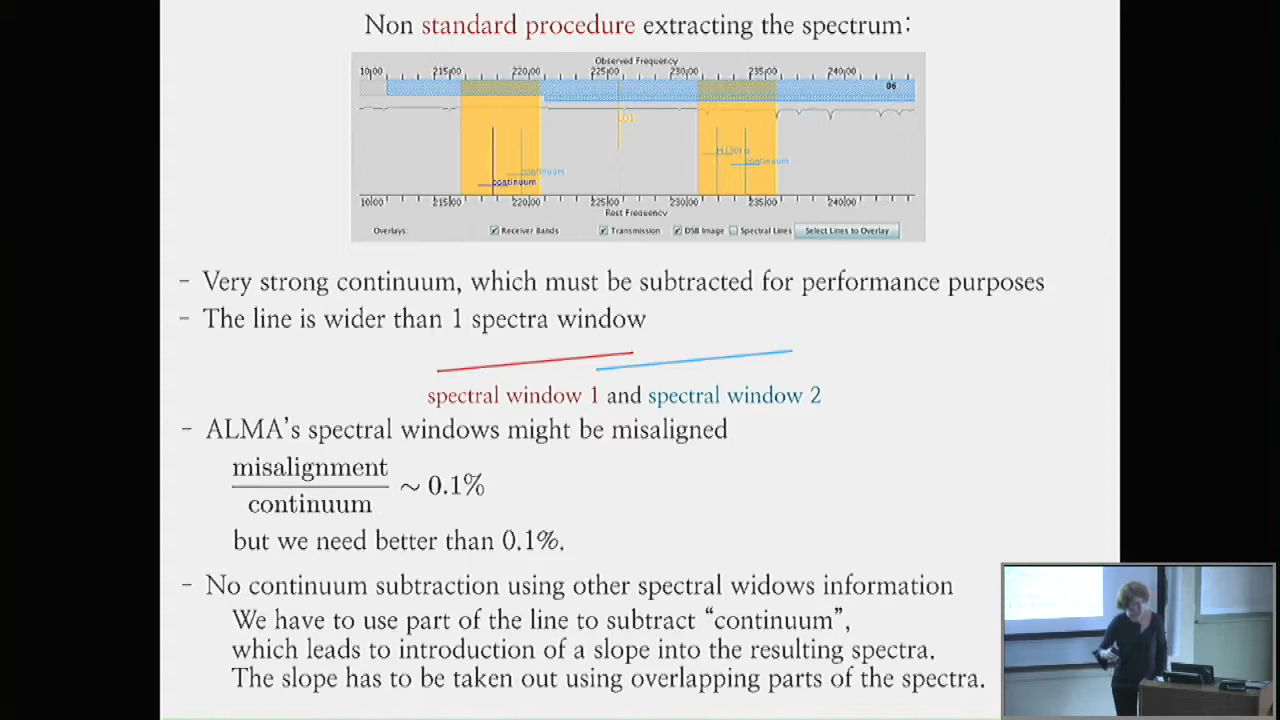 Non standard procedure extracting the spectrum:
Observed Frequency
10:00 215:00 220:00 225:00 230:00 235:00 240:00
06
LO1
H(30)α
continuum continuum
continuum
10:00 215:00 220:00 225:00 230:00 235:00 240:00
Rest Frequency
Overlays: Receiver Bands Transmission DSB Image Spectral Lines Select Lines to Overlay
- Very strong continuum, which must be subtracted for performance purposes
- The line is wider than 1 spectra window
spectral window 1 and spectral window 2
- ALMA's spectral windows might be misaligned
misalignment
continuum
~ 0.1%
but we need better than 0.1%.
- No continuum subtraction using other spectral widows information
We have to use part of the line to subtract “continuum”,
which leads to introduction of a slope into the resulting spectra.
The slope has to be taken out using overlapping parts of the spectra.